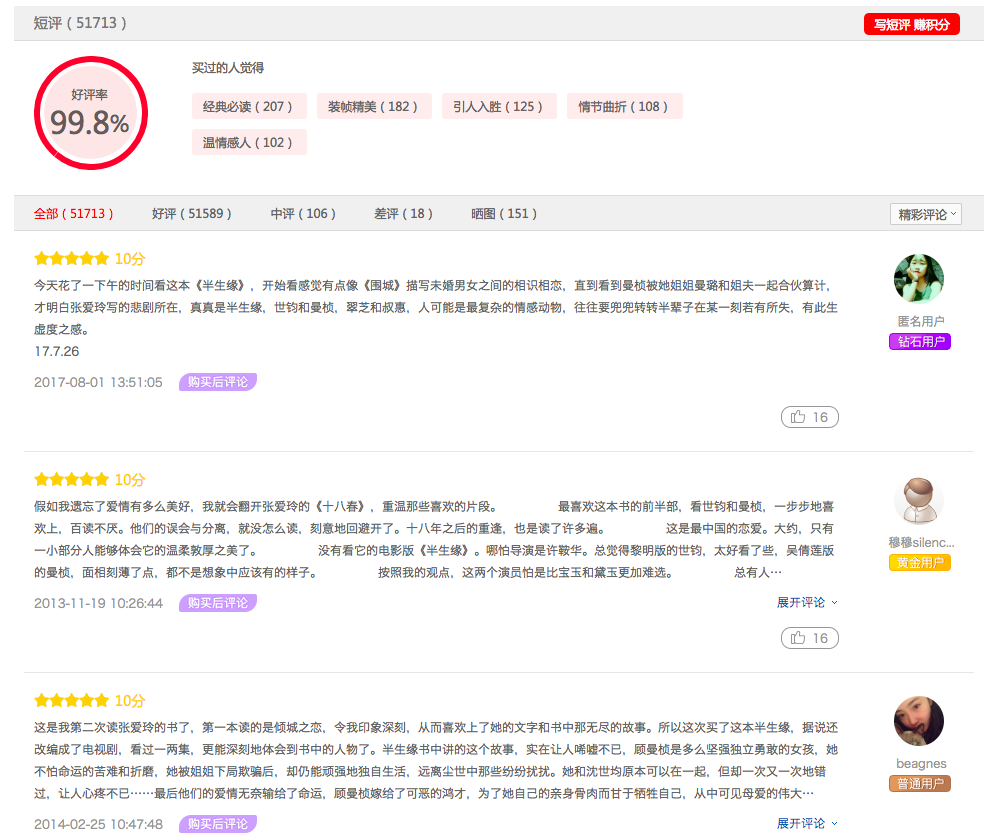 短评（51713）
写短评 赚积分
好评率
99.8%
买过的人觉得
经典必读（207）
装帧精美（182）
引人入胜（125）
情节曲折（108）
温情感人（102）
全部（51713）
好评（51589）
中评（106）
差评（18）
晒图（151）
精彩评论
10分
今天花了一下午的时间看这本《半生缘》，开始看感觉有点像《围城》描写未婚男女之间的相识相恋，直到看到曼桢被她姐姐曼璐和姐夫一起合伙算计，
才明白张爱玲写的悲剧所在，真真是半生缘，世钧和曼桢，翠芝和叔惠，人可能是最复杂的情感动物，往往要兜兜转转半辈子在某一刻若有所失，有此生
虚度之感。
17.7.26
2017-08-01 13:51:05
购买后评论
匿名用户
钻石用户
16
10分
假如我遗忘了爱情有多么美好，我就会翻开张爱玲的《十八春》，重温那些喜欢的片段。 最喜欢这本书的前半部，看世钧和曼桢，一步步地喜
欢上，百读不厌。他们的误会与分离，就没怎么读，刻意地回避开了。十八年之后的重逢，也是读了许多遍。 这是最中国的恋爱。大约，只有
一小部分人能够体会它的温柔敦厚之美了。 没有看它的电影版《半生缘》。哪怕导演是许鞍华。总觉得黎明版的世钧，太好看了些，吴倩莲版
的曼桢，面相刻薄了点，都不是想象中应该有的样子。 按照我的观点，这两个演员怕是比宝玉和黛玉更加难选。 总有人…
2013-11-19 10:26:44
购买后评论
展开评论
穆穆silenc...
黄金用户
16
10分
这是我第二次读张爱玲的书了，第一本读的是倾城之恋，令我印象深刻，从而喜欢上了她的文字和书中那无尽的故事。所以这次买了这本半生缘，据说还
改编成了电视剧，看过一两集，更能深刻地体会到书中的人物了。半生缘书中讲的这个故事，实在让人唏嘘不已，顾曼桢是多么坚强独立勇敢的女孩，她
不怕命运的苦难和折磨，她被姐姐下局欺骗后，却仍能顽强地独自生活，远离尘世中那些纷纷扰扰。她和沈世均原本可以在一起，但却一次又一次地错
过，让人心疼不已……最后他们的爱情无奈输给了命运，顾曼桢嫁给了可恶的鸿才，为了她自己的亲身骨肉而甘于牺牲自己，从中可见母爱的伟大…
2014-02-25 10:47:48
购买后评论
展开评论
beagnes
普通用户